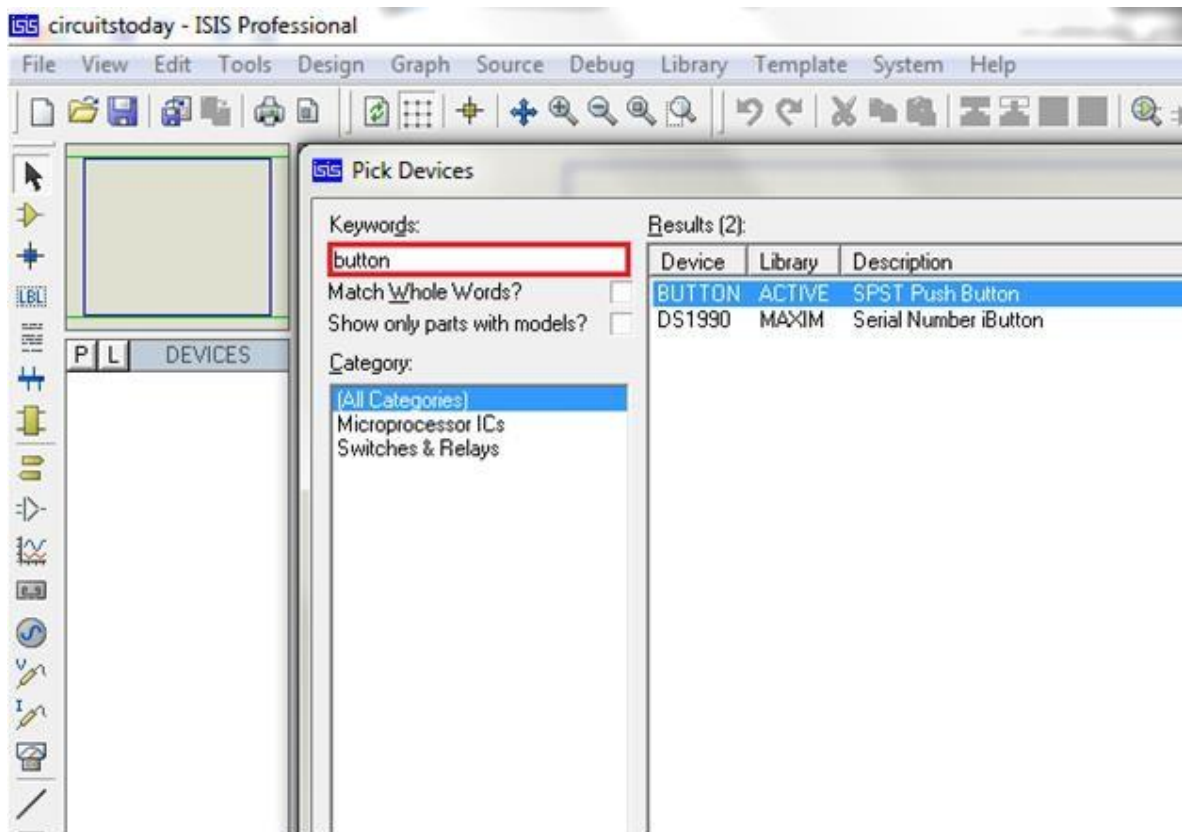 isis circuitstoday - ISIS Professional
File View Edit Tools Design Graph Source Debug Library Template System Help
isis Pick Devices
Keywords:
button
Match Whole Words?
Show only parts with models?
Category:
(All Categories)
Microprocessor ICs
Switches & Relays
Results (2):
Device Library Description
BUTTON ACTIVE SPST Push Button
DS1990 MAXIM Serial Number iButton
P L DEVICES
LBL
V
I